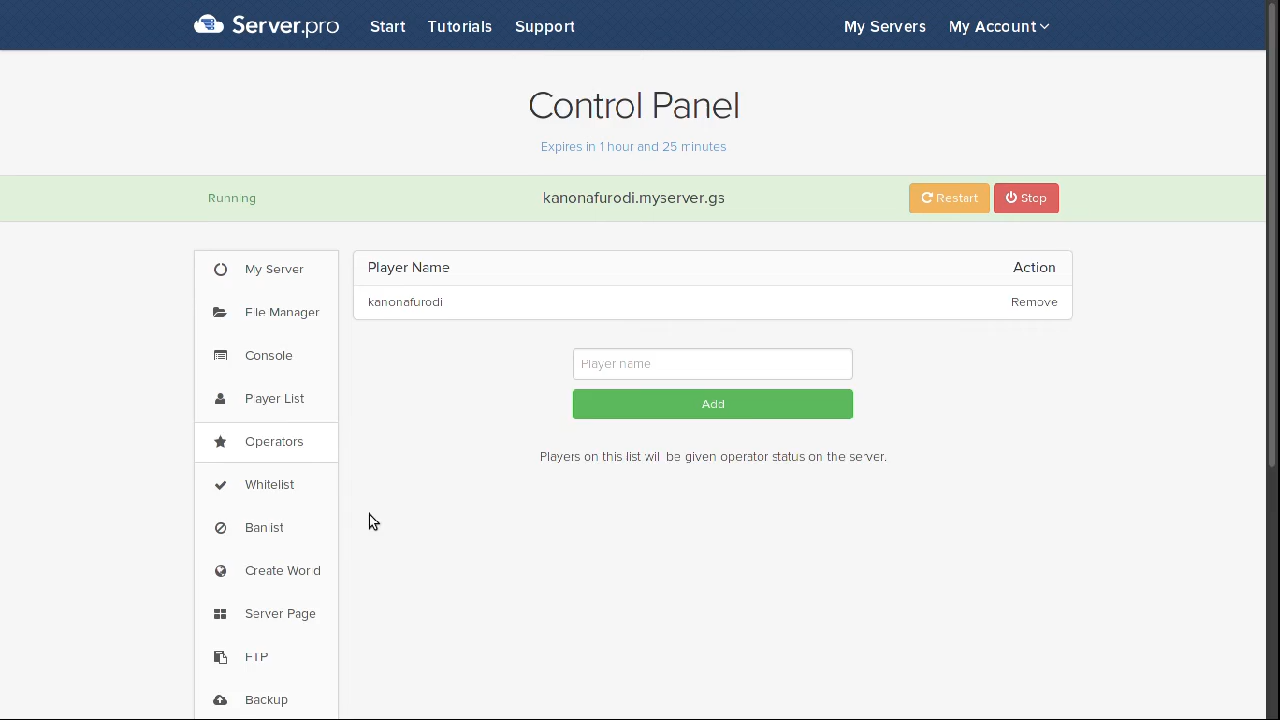 Server.pro Start Tutorials Support My Servers My Account
Control Panel
Expires in 1 hour and 25 minutes
Running kanonafurodi.myserver.gs Restart Stop
My Server
File Manager
Console
Player List
Operators
Whitelist
Banlist
Create World
Server Page
FTP
Backup
Player Name Action
kanonafurodi Remove
Player name
Add
Players on this list will be given operator status on the server.